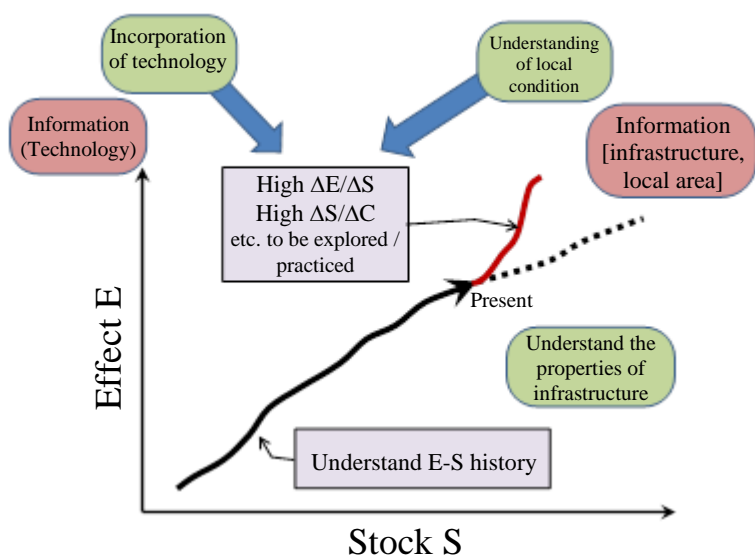 Incorporation
of technology
Understanding
of local
condition
Information
(Technology)
Information
[infrastructure,
local area]
High ΔE/ΔS
High ΔS/ΔC
etc. to be explored /
practiced
Present
Effect E
Understand the
properties of
infrastructure
Understand E-S history
Stock S